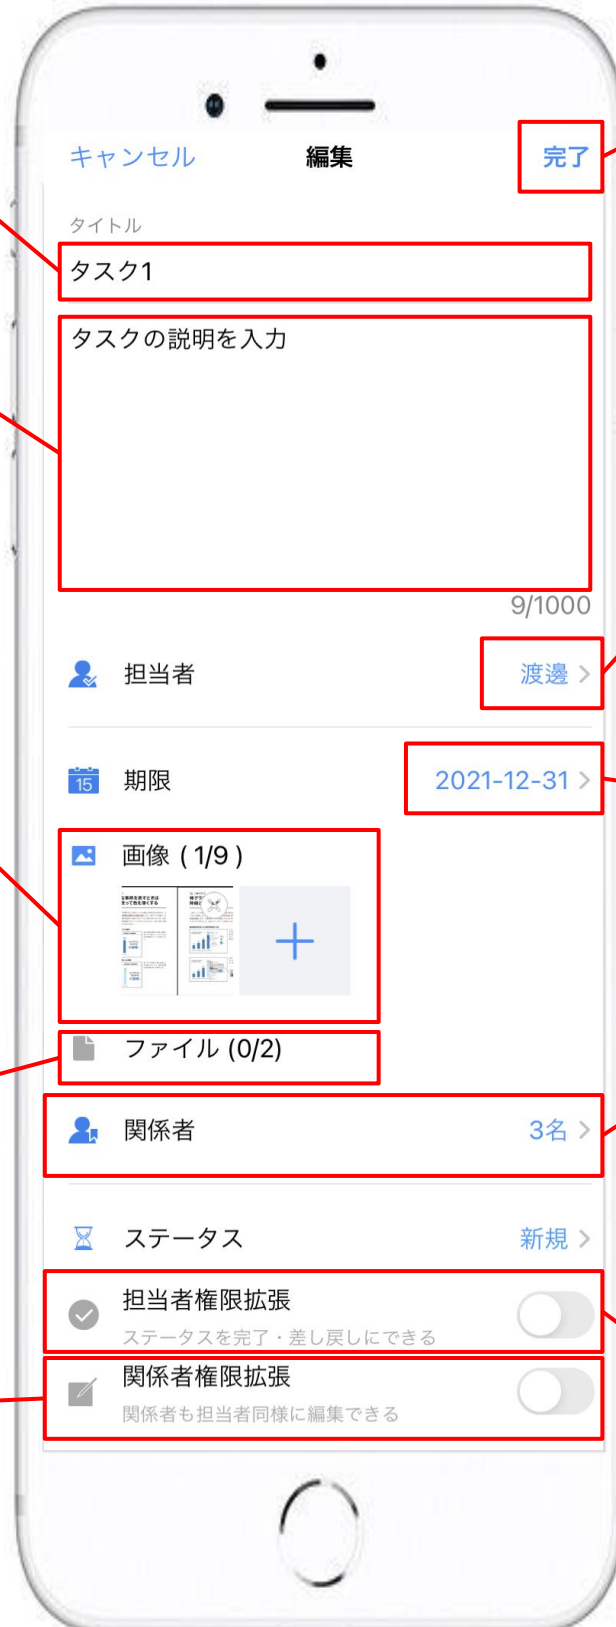 キャンセル 編集 完了
タイトル
タスク1
タスクの説明を入力
9/1000
担当者 渡邊 >
15 期限 2021-12-31 >
画像 ( 1/9 )
ファイル (0/2)
関係者 3名 >
ステータス 新規 >
担当者権限拡張
ステータスを完了・差し戻しにできる
関係者権限拡張
関係者も担当者同様に編集できる